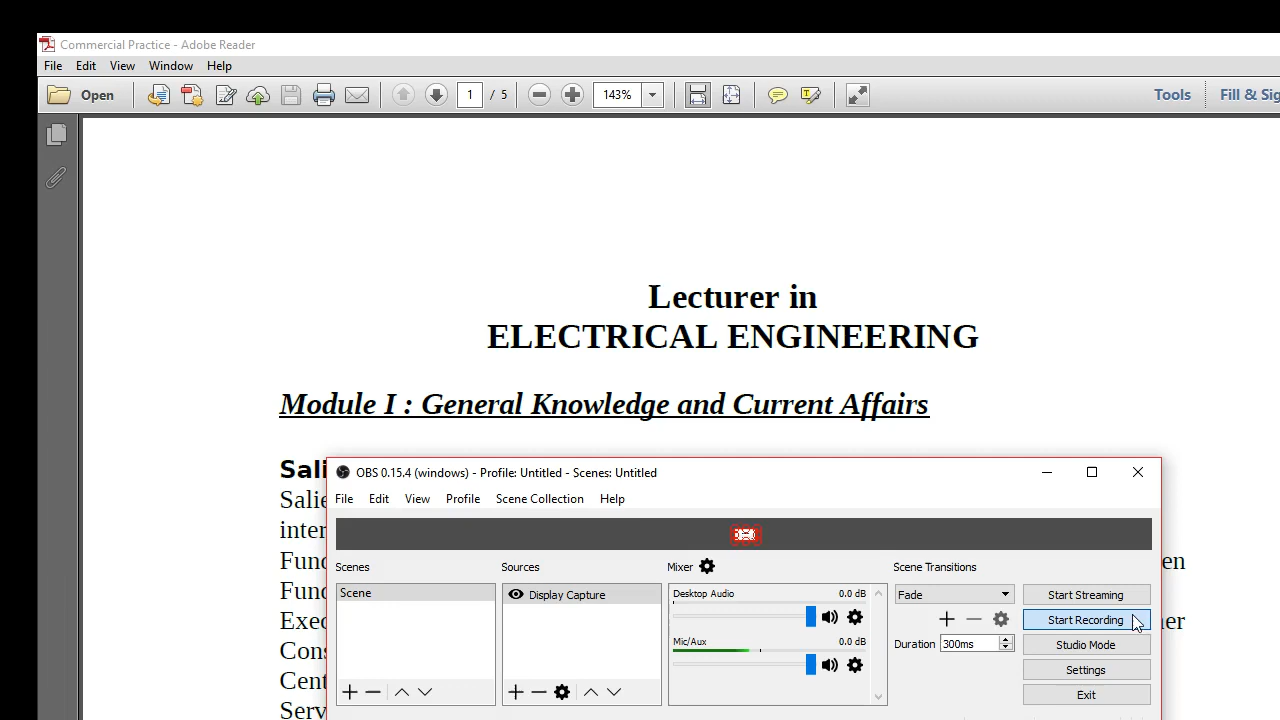 Commercial Practice - Adobe Reader
File Edit View Window Help
Open 1 / 5 143% Tools
Lecturer in
ELECTRICAL ENGINEERING
Module I : General Knowledge and Current Affairs
OBS 0.15.4 (windows) - Profile: Untitled - Scenes: Untitled
File Edit View Profile Scene Collection Help
Scenes Sources Mixer Scene Transitions
Scene Display Capture Desktop Audio 0.0 dB Fade Start Streaming
Start Recording
Mic/Aux 0.0 dB Duration 300ms Studio Mode
Settings
Exit